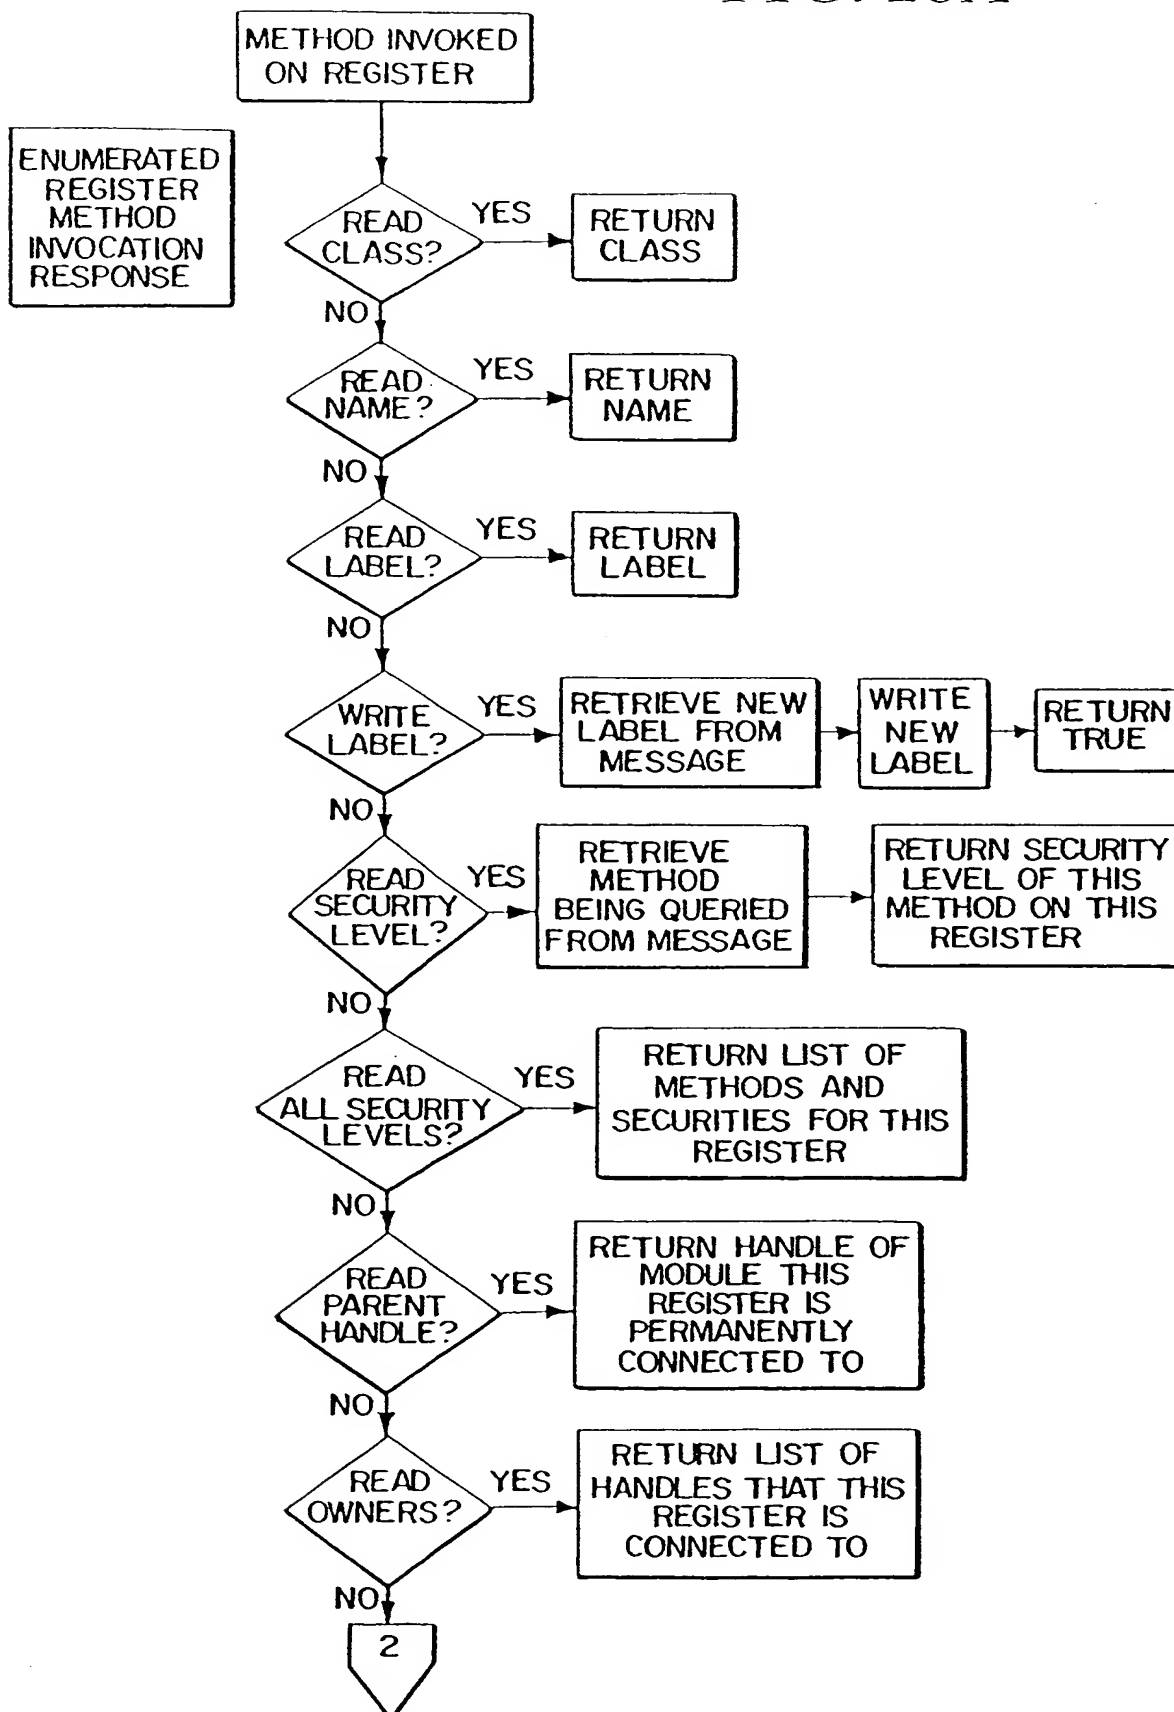 METHOD INVOKED
ON REGISTER
ENUMERATED
REGISTER
METHOD
INVOCATION
RESPONSE
READ
CLASS?
YES
RETURN
CLASS
NO
READ
NAME?
YES
RETURN
NAME
NO
READ
LABEL?
YES
RETURN
LABEL
NO
WRITE
LABEL?
YES
RETRIEVE NEW
LABEL FROM
MESSAGE
WRITE
NEW
LABEL
RETURN
TRUE
NO
READ
SECURITY
LEVEL?
YES
RETRIEVE
METHOD
BEING QUERIED
FROM MESSAGE
RETURN SECURITY
LEVEL OF THIS
METHOD ON THIS
REGISTER
NO
READ
ALL SECURITY
LEVELS?
YES
RETURN LIST OF
METHODS AND
SECURITIES FOR THIS
REGISTER
NO
READ
PARENT
HANDLE?
YES
RETURN HANDLE OF
MODULE THIS
REGISTER IS
PERMANENTLY
CONNECTED TO
NO
READ
OWNERS?
YES
RETURN LIST OF
HANDLES THAT THIS
REGISTER IS
CONNECTED TO
NO
2